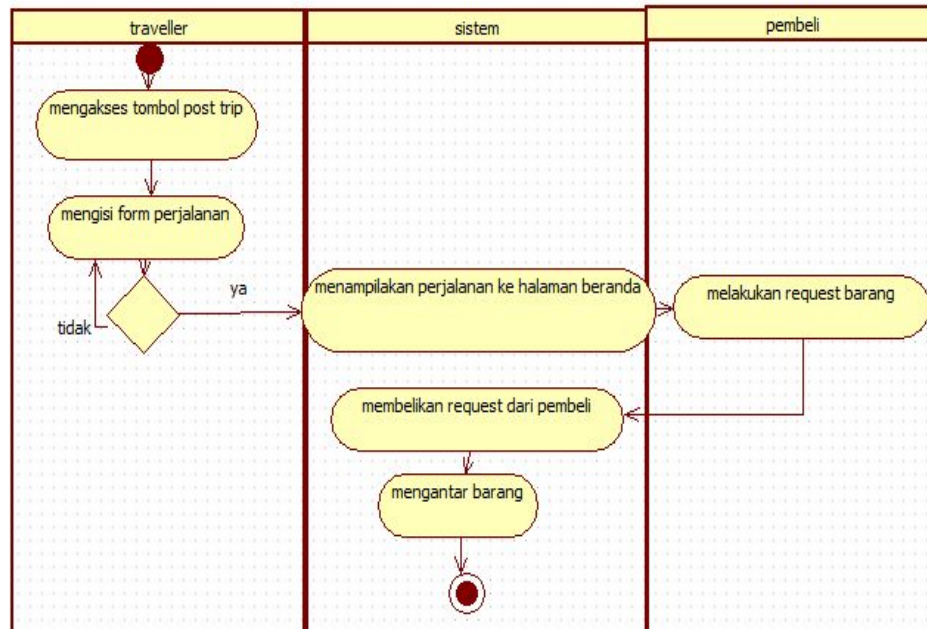 traveller
sistem
pembeli
mengakses tombol post trip
mengisi form perjalanan
ya
tidak
menampilakan perjalanan ke halaman beranda
melakukan request barang
membelikan request dari pembeli
mengantar barang